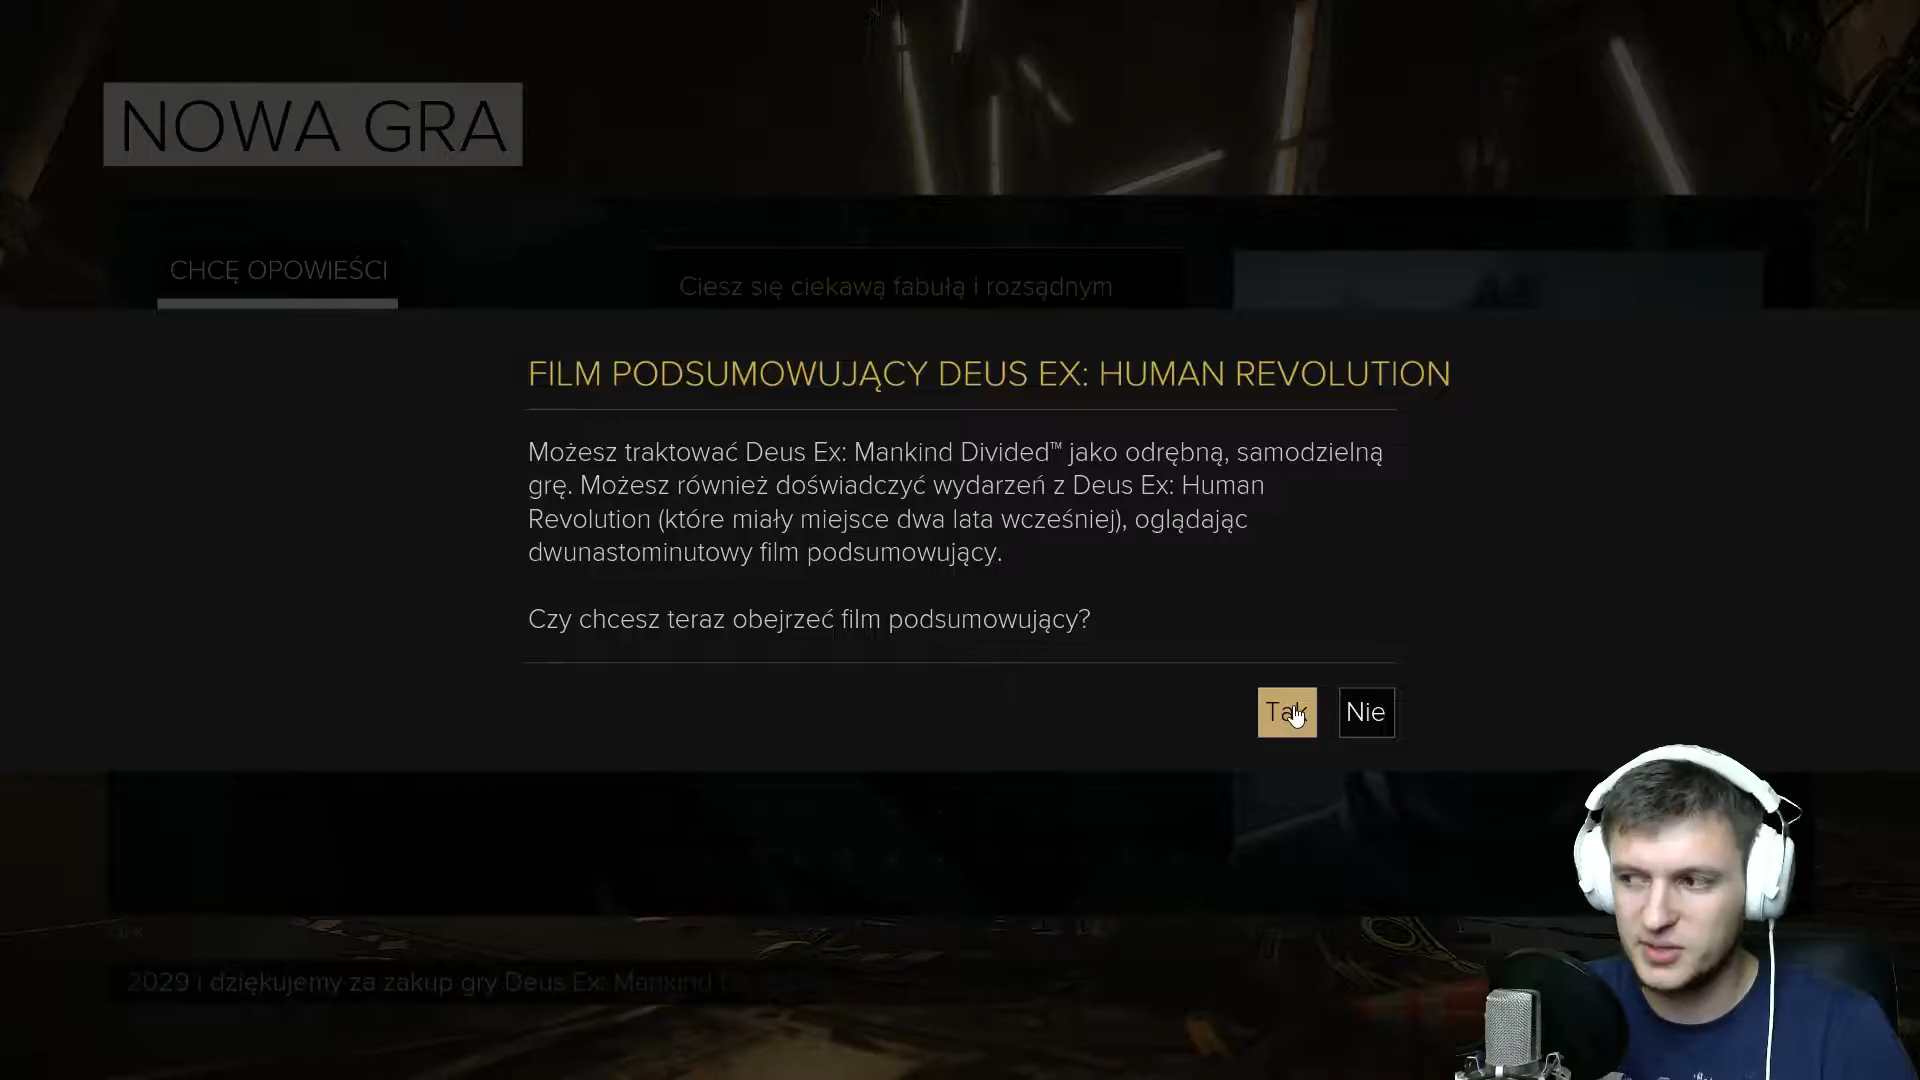 NOWA GRA
CHCĘ OPOWIEŚCI
Ciesz się ciekawą fabułą i rozsądnym
FILM PODSUMOWUJĄCY DEUS EX: HUMAN REVOLUTION
Możesz traktować Deus Ex: Mankind Divided™ jako odrębną, samodzielną
grę. Możesz również doświadczyć wydarzeń z Deus Ex: Human
Revolution (które miały miejsce dwa lata wcześniej), oglądając
dwunastominutowy film podsumowujący.
Czy chcesz teraz obejrzeć film podsumowujący?
Tak
Nie
2029 i dziękujemy za zakup gry Deus Ex: Mankind